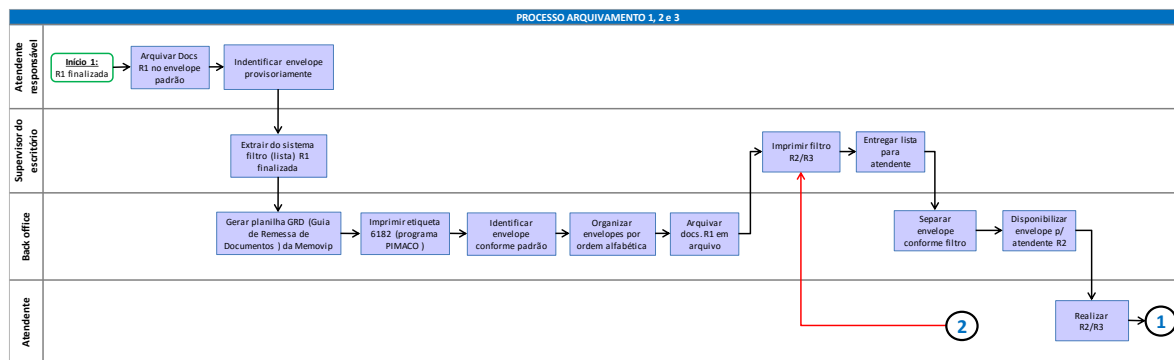 PROCESSO ARQUIVAMENTO 1, 2 e 3
Atendente
responsável
Início 1:
R1 finalizada
Arquivar Docs
R1 no envelope
padrão
Indentificar envelope
provisoriamente
Supervisor do
escritório
Extrair do sistema
filtro (lista) R1
finalizada
Imprimir filtro
R2/R3
Entregar lista
para
atendente
Back office
Gerar planilha GRD (Guia
de Remessa de
Documentos ) da Memovip
Imprimir etiqueta
6182 (programa
PIMACO )
Identificar
envelope
conforme padrão
Organizar
envelopes por
ordem alfabética
Arquivar
docs. R1 em
arquivo
Separar
envelope
conforme filtro
Disponibilizar
envelope p/
atendente R2
Atendente
2
Realizar
R2/R3
1